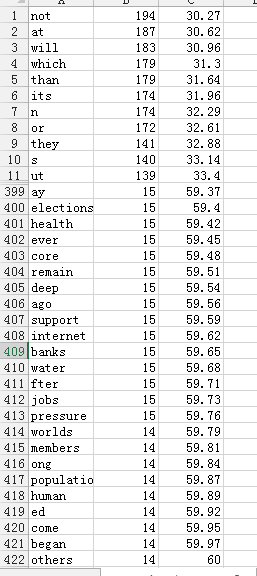 A B C
1 not 194 30.27
2 at 187 30.62
3 will 183 30.96
4 which 179 31.3
5 than 179 31.64
6 its 174 31.96
7 n 174 32.29
8 or 172 32.61
9 they 141 32.88
10 s 140 33.14
11 ut 139 33.4
399 ay 15 59.37
400 elections 15 59.4
401 health 15 59.42
402 ever 15 59.45
403 core 15 59.48
404 remain 15 59.51
405 deep 15 59.54
406 ago 15 59.56
407 support 15 59.59
408 internet 15 59.62
409 banks 15 59.65
410 water 15 59.68
411 fter 15 59.71
412 jobs 15 59.73
413 pressure 15 59.76
414 worlds 14 59.79
415 members 14 59.81
416 ong 14 59.84
417 populatio 14 59.87
418 human 14 59.89
419 ed 14 59.92
420 come 14 59.95
421 began 14 59.97
422 others 14 60